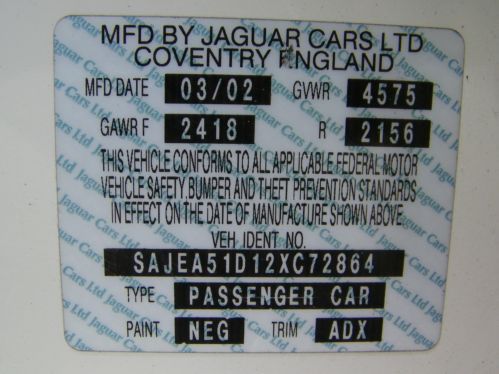 MFD BY JAGUAR CARS LTD
COVENTRY ENGLAND
MFD DATE 03/02 GVWR 4575
GAWR F 2418 R 2156
THIS VEHICLE CONFORMS TO ALL APPLICABLE FEDERAL MOTOR
VEHICLE SAFETY BUMPER AND THEFT PREVENTION STANDARDS
IN EFFECT ON THE DATE OF MANUFACTURE SHOWN ABOVE.
VEH IDENT NO.
SAJEA51D12XC72864
TYPE PASSENGER CAR
PAINT NEG TRIM ADX